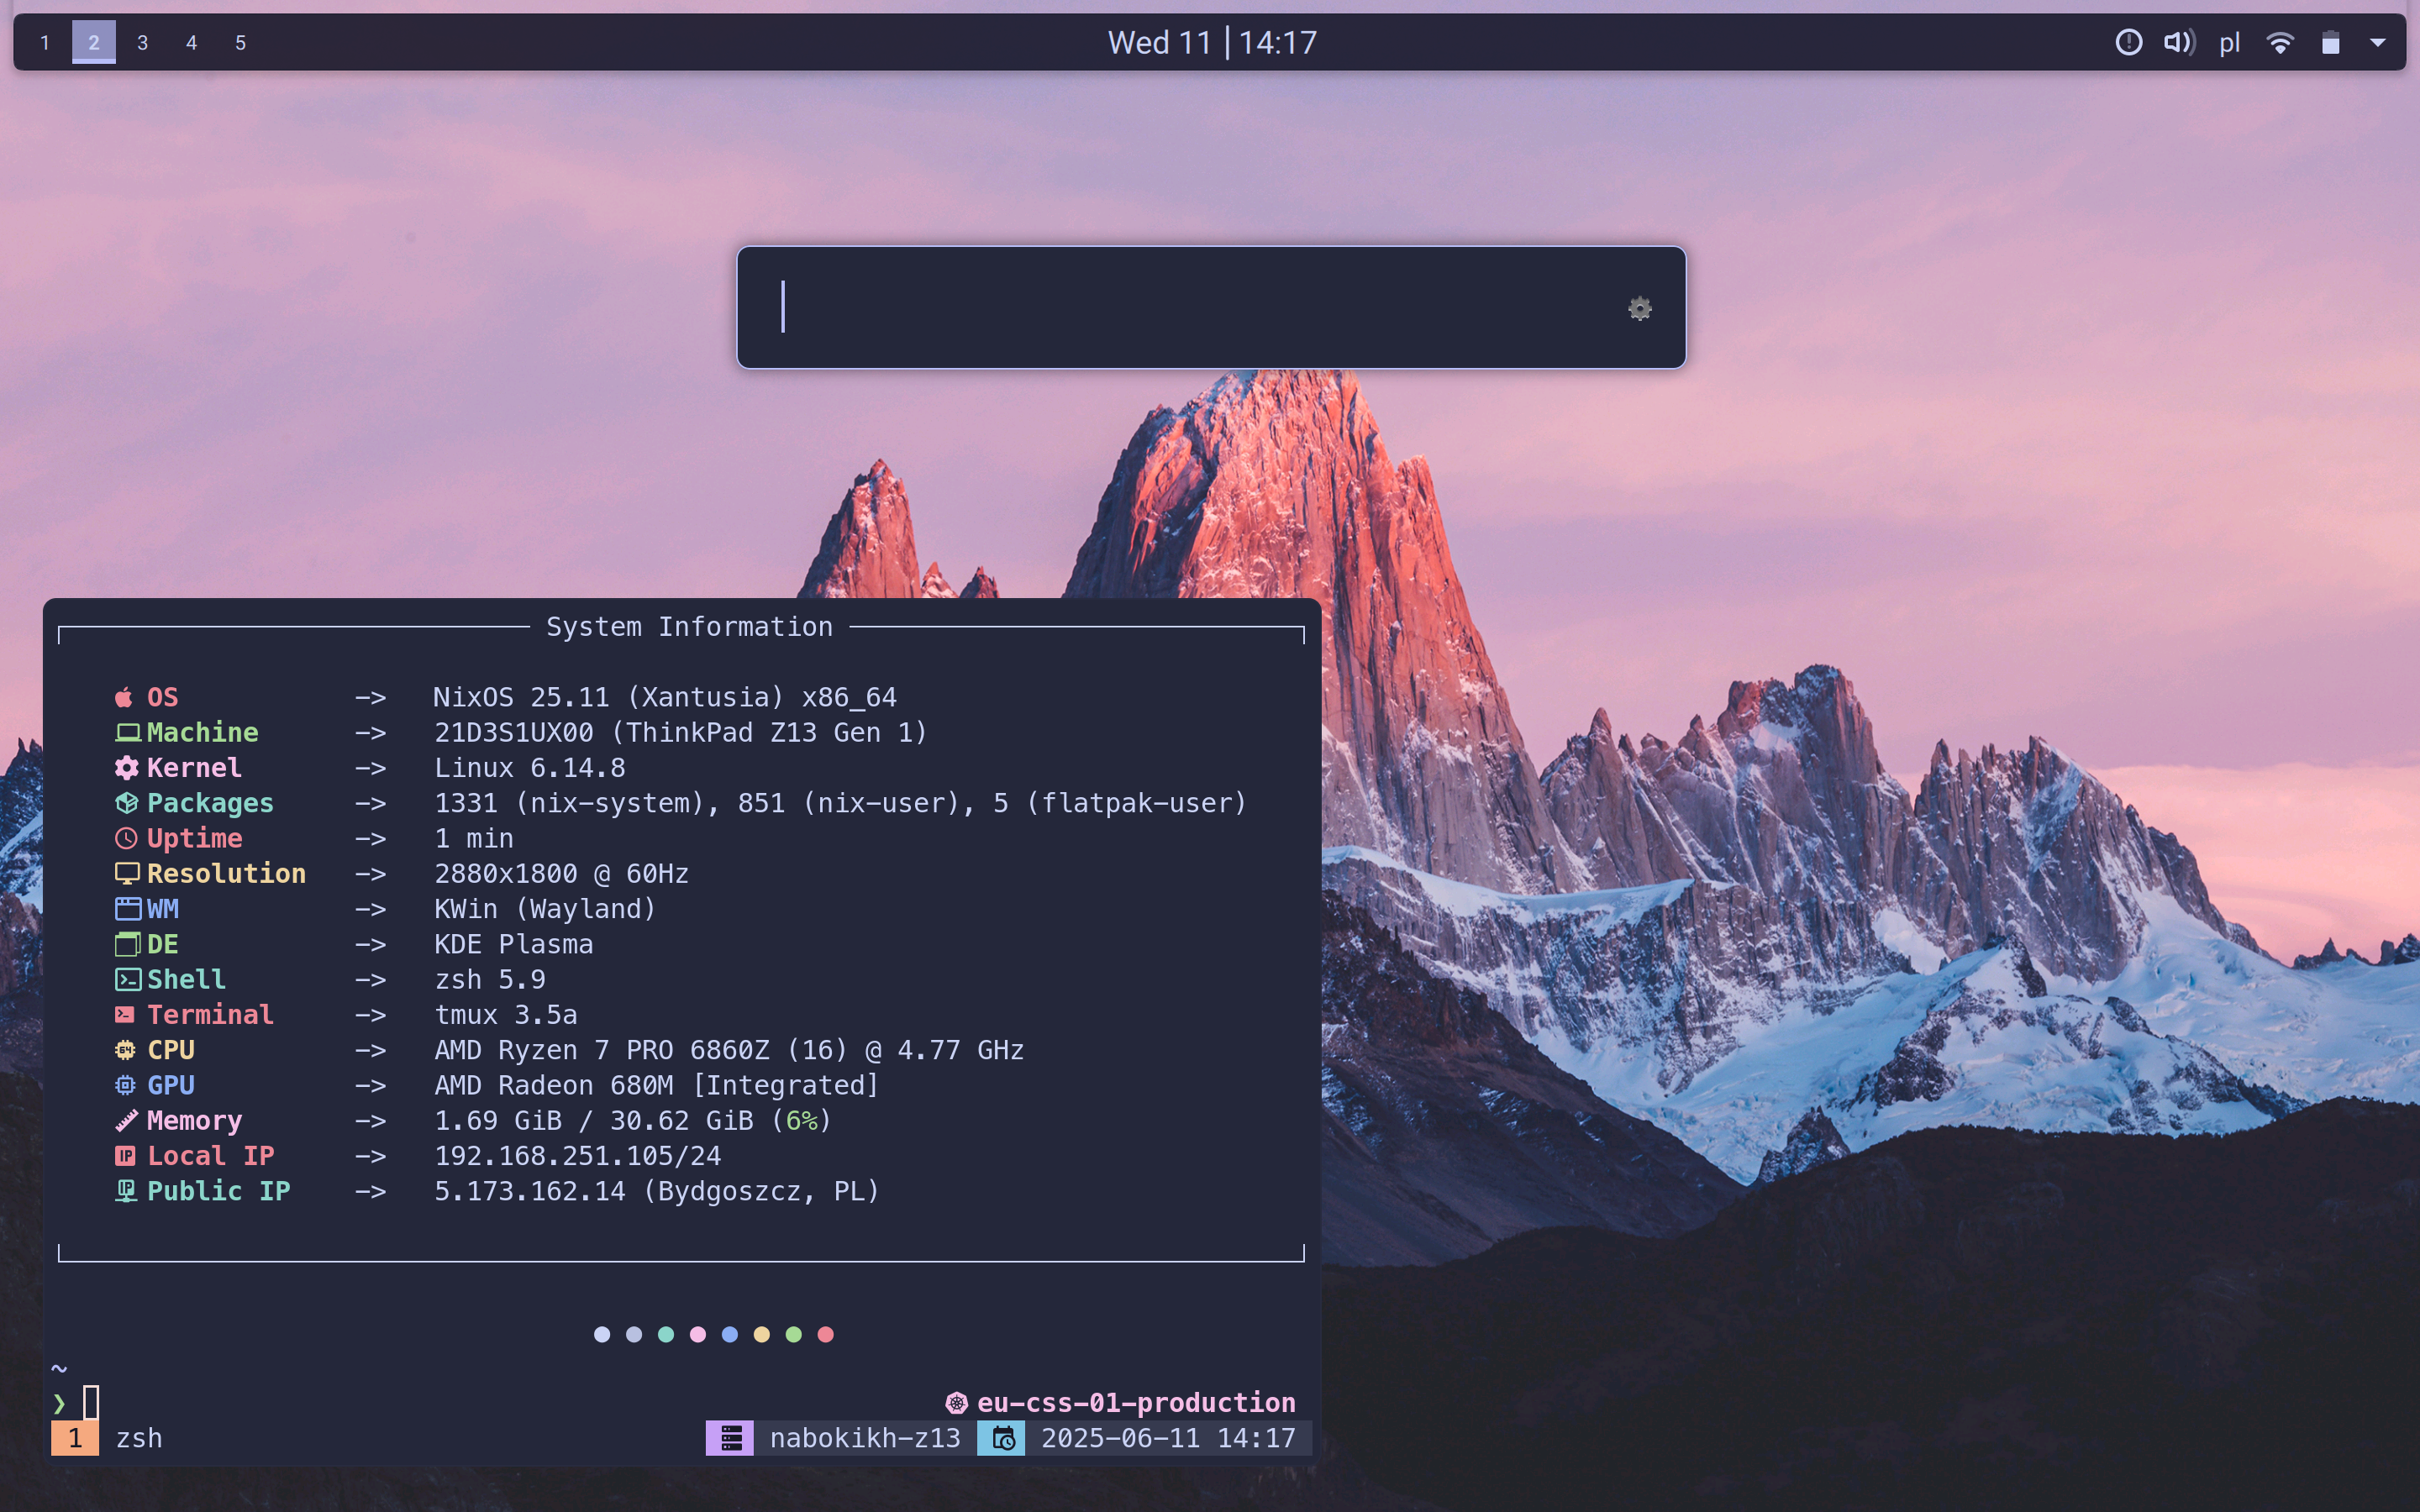 1 2 3 4 5
Wed 11 | 14:17
pl
System Information
OS —> NixOS 25.11 (Xantusia) x86_64
Machine —> 21D3S1UX00 (ThinkPad Z13 Gen 1)
Kernel —> Linux 6.14.8
Packages —> 1331 (nix-system), 851 (nix-user), 5 (flatpak-user)
Uptime —> 1 min
Resolution —> 2880x1800 @ 60Hz
WM —> KWin (Wayland)
DE —> KDE Plasma
Shell —> zsh 5.9
Terminal —> tmux 3.5a
CPU —> AMD Ryzen 7 PRO 6860Z (16) @ 4.77 GHz
GPU —> AMD Radeon 680M [Integrated]
Memory —> 1.69 GiB / 30.62 GiB (6%)
Local IP —> 192.168.251.105/24
Public IP —> 5.173.162.14 (Bydgoszcz, PL)
~
❯ eu-css-01-production
1 zsh nabokikh-z13 2025-06-11 14:17